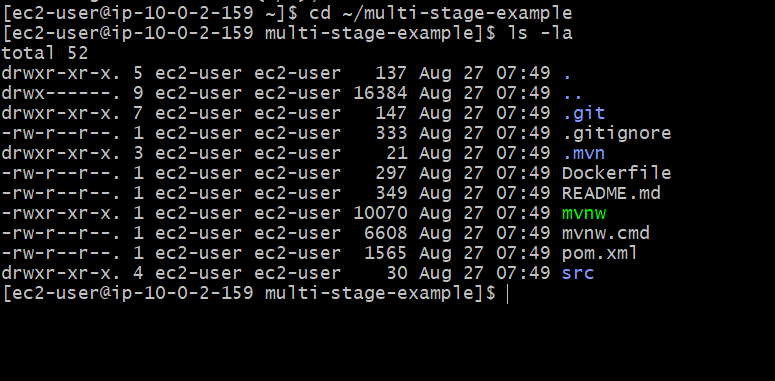 [ec2-user@ip-10-0-2-159 ~]$ cd ~/multi-stage-example
[ec2-user@ip-10-0-2-159 multi-stage-example]$ ls -la
total 52
drwxr-xr-x. 5 ec2-user ec2-user   137 Aug 27 07:49 .
drwx------. 9 ec2-user ec2-user 16384 Aug 27 07:49 ..
drwxr-xr-x. 7 ec2-user ec2-user   147 Aug 27 07:49 .git
-rw-r--r--. 1 ec2-user ec2-user   333 Aug 27 07:49 .gitignore
drwxr-xr-x. 3 ec2-user ec2-user    21 Aug 27 07:49 .mvn
-rw-r--r--. 1 ec2-user ec2-user   297 Aug 27 07:49 Dockerfile
-rw-r--r--. 1 ec2-user ec2-user   349 Aug 27 07:49 README.md
-rwxr-xr-x. 1 ec2-user ec2-user 10070 Aug 27 07:49 mvnw
-rw-r--r--. 1 ec2-user ec2-user  6608 Aug 27 07:49 mvnw.cmd
-rw-r--r--. 1 ec2-user ec2-user  1565 Aug 27 07:49 pom.xml
drwxr-xr-x. 4 ec2-user ec2-user    30 Aug 27 07:49 src
[ec2-user@ip-10-0-2-159 multi-stage-example]$